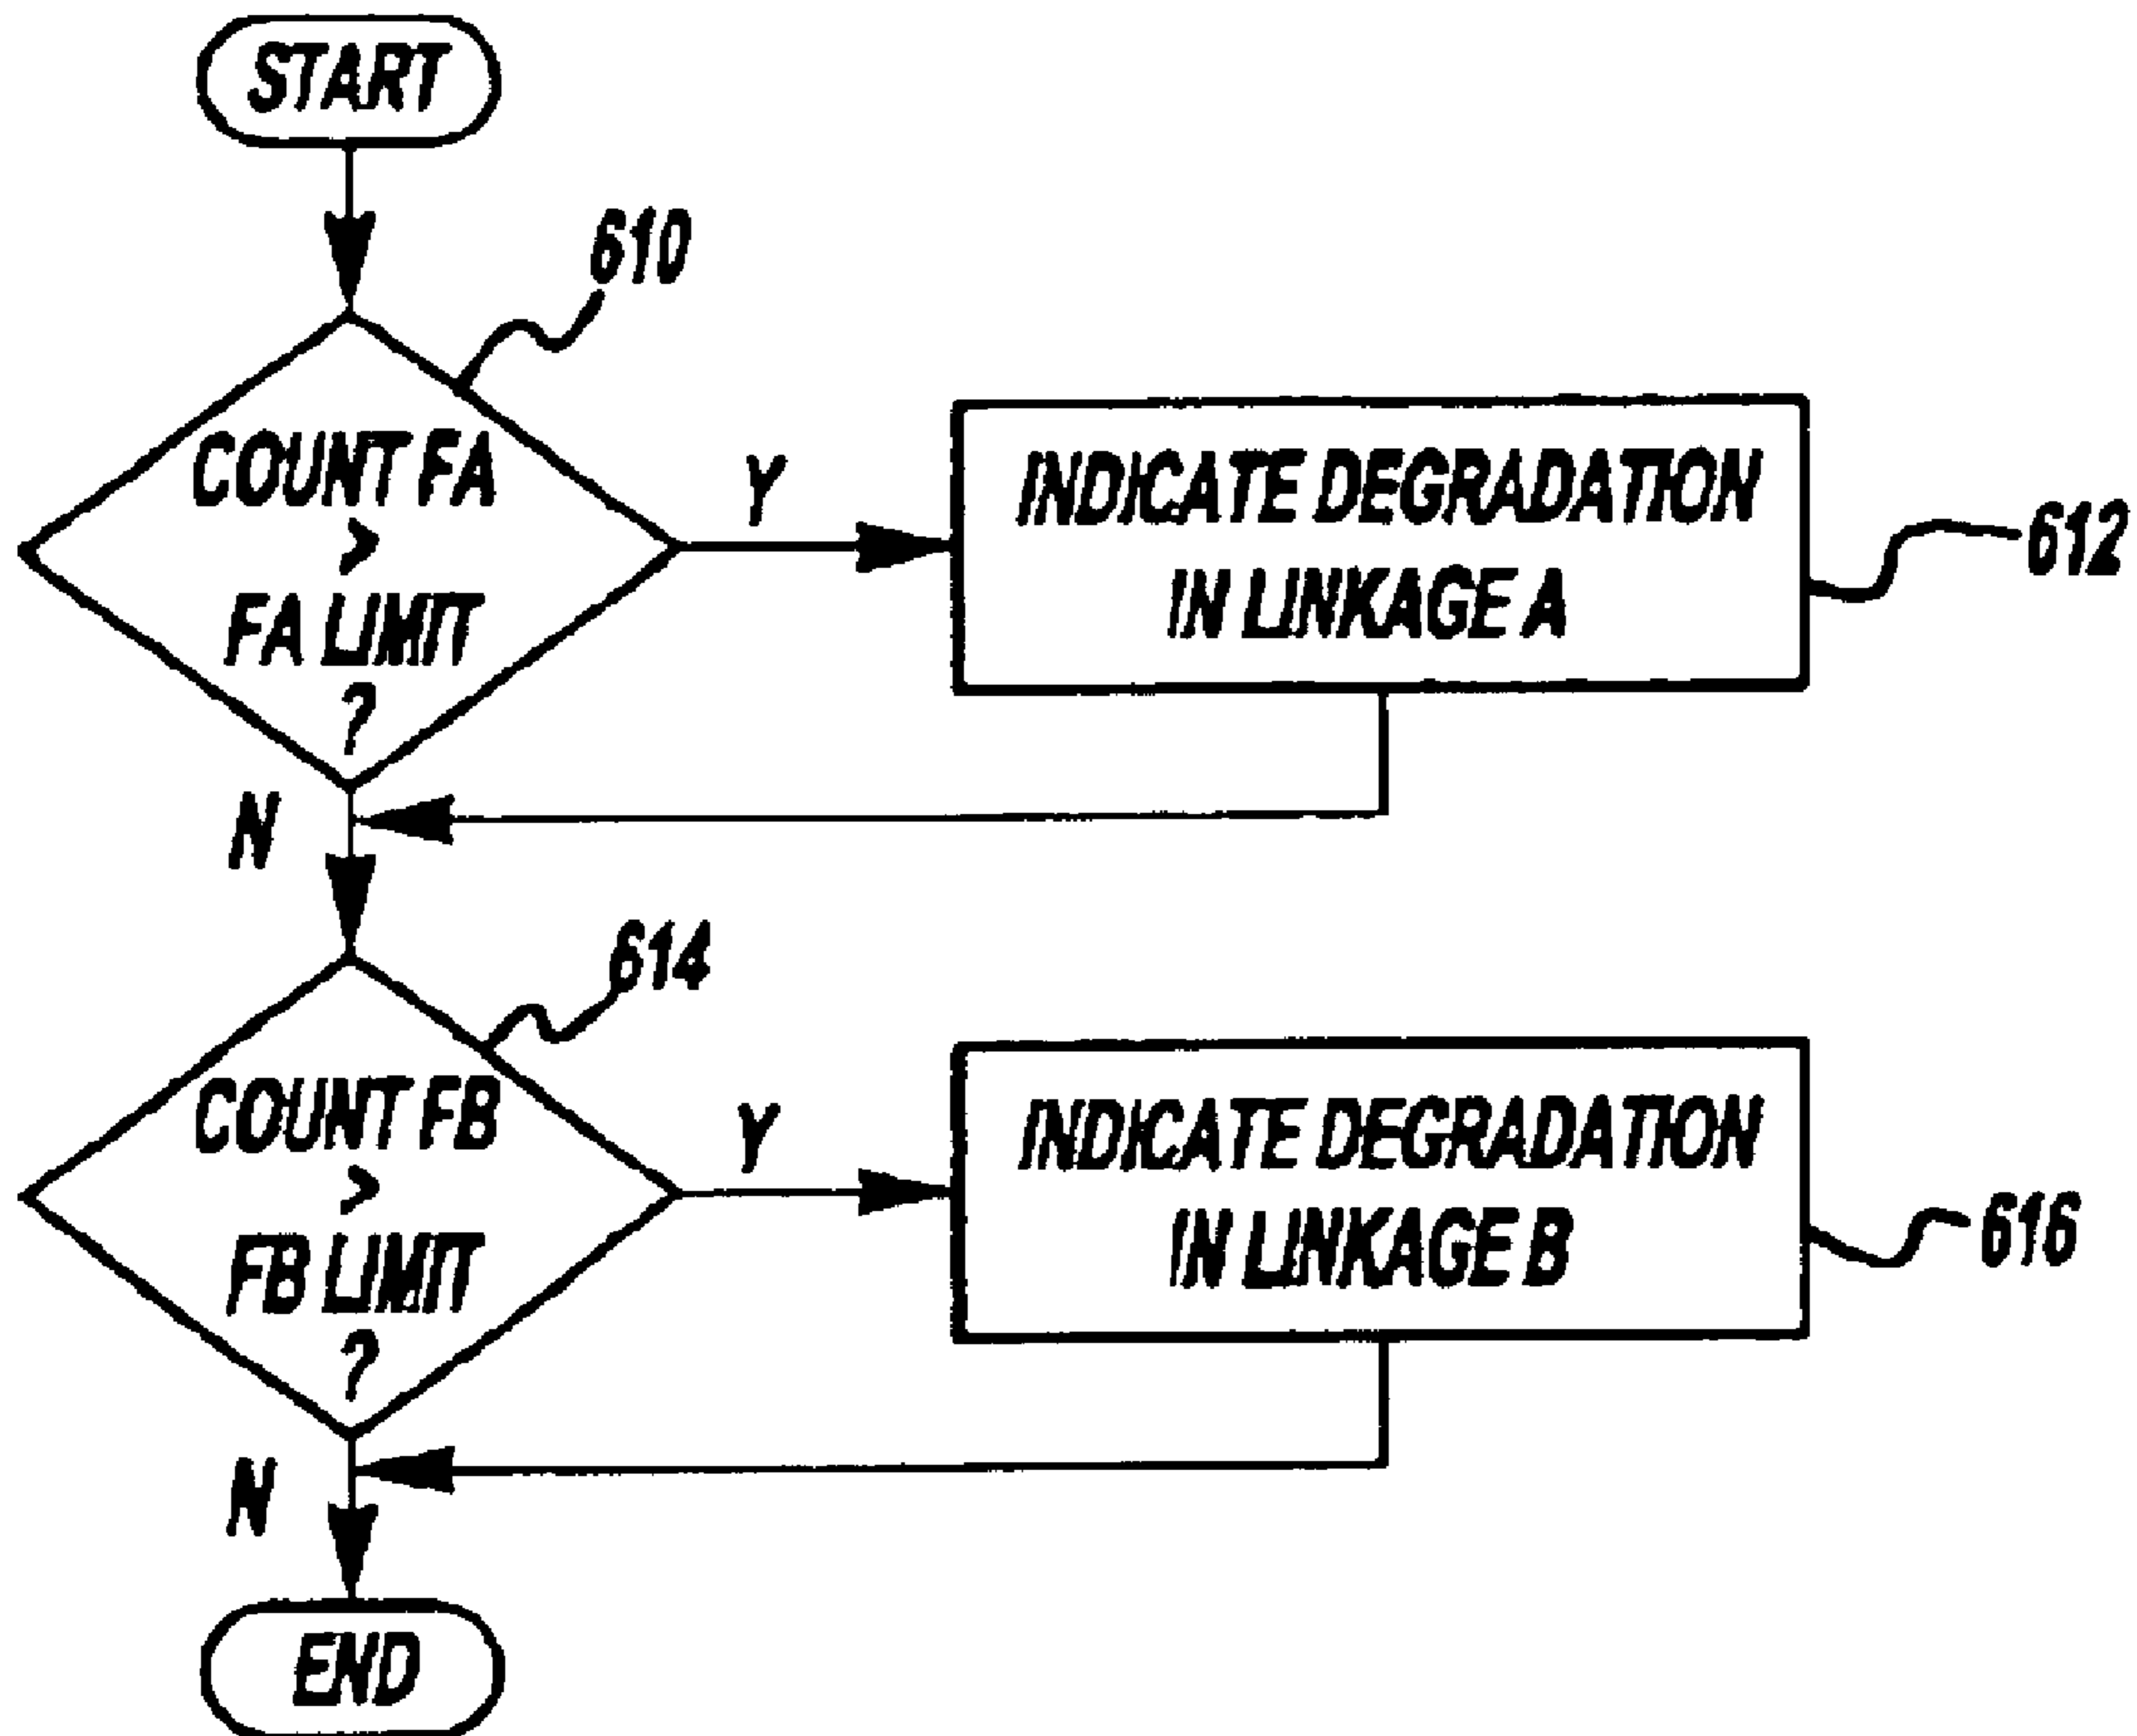 START
610
COUNT FA
>
FA LIMIT
?
Y
INDICATE DEGRADATION
IN LINKAGE A
612
N
614
COUNT FB
>
FB LIMIT
?
Y
INDICATE DEGRADATION
IN LINKAGE B
616
N
END